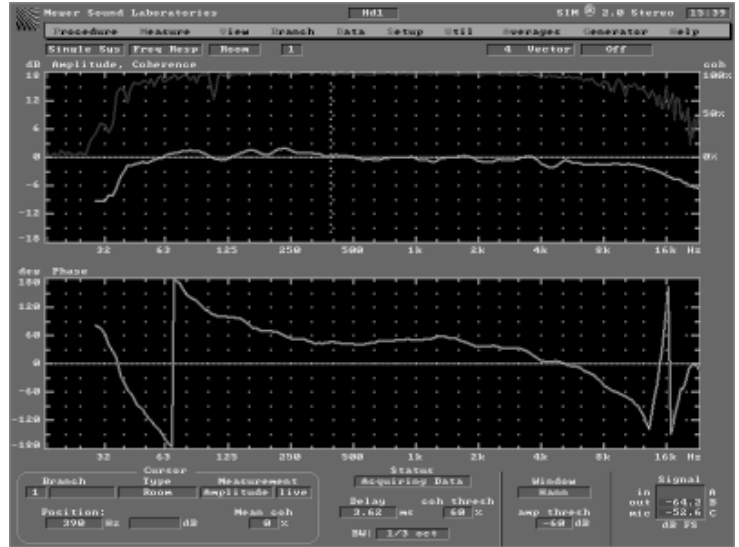 Meyer Sound Laboratories Hd1 SIM ® 2.0 Stereo 15:39
Procedure Measure View Branch Data Setup Util Averages Generator Help
Single Sys Freq Resp Room 1 4 Vector Off
dB Amplitude, Coherence coh
18 100%
12
50%
6
0 0%
-6
-12
-18
32 63 125 250 500 1k 2k 4k 8k 16k Hz
deg Phase
180
120
60
0
-60
-120
-180
32 63 125 250 500 1k 2k 4k 8k 16k Hz
Cursor Status
Branch Type Measurement Acquiring Data Window Signal
1 Room Amplitude live Hann in A
Delay coh thresh out -64.2 B
Position: Mean coh 3.62 ms 60 % amp thresh mic -52.6 C
390 Hz dB 0 % -60 dB dB FS
BW: 1/3 oct